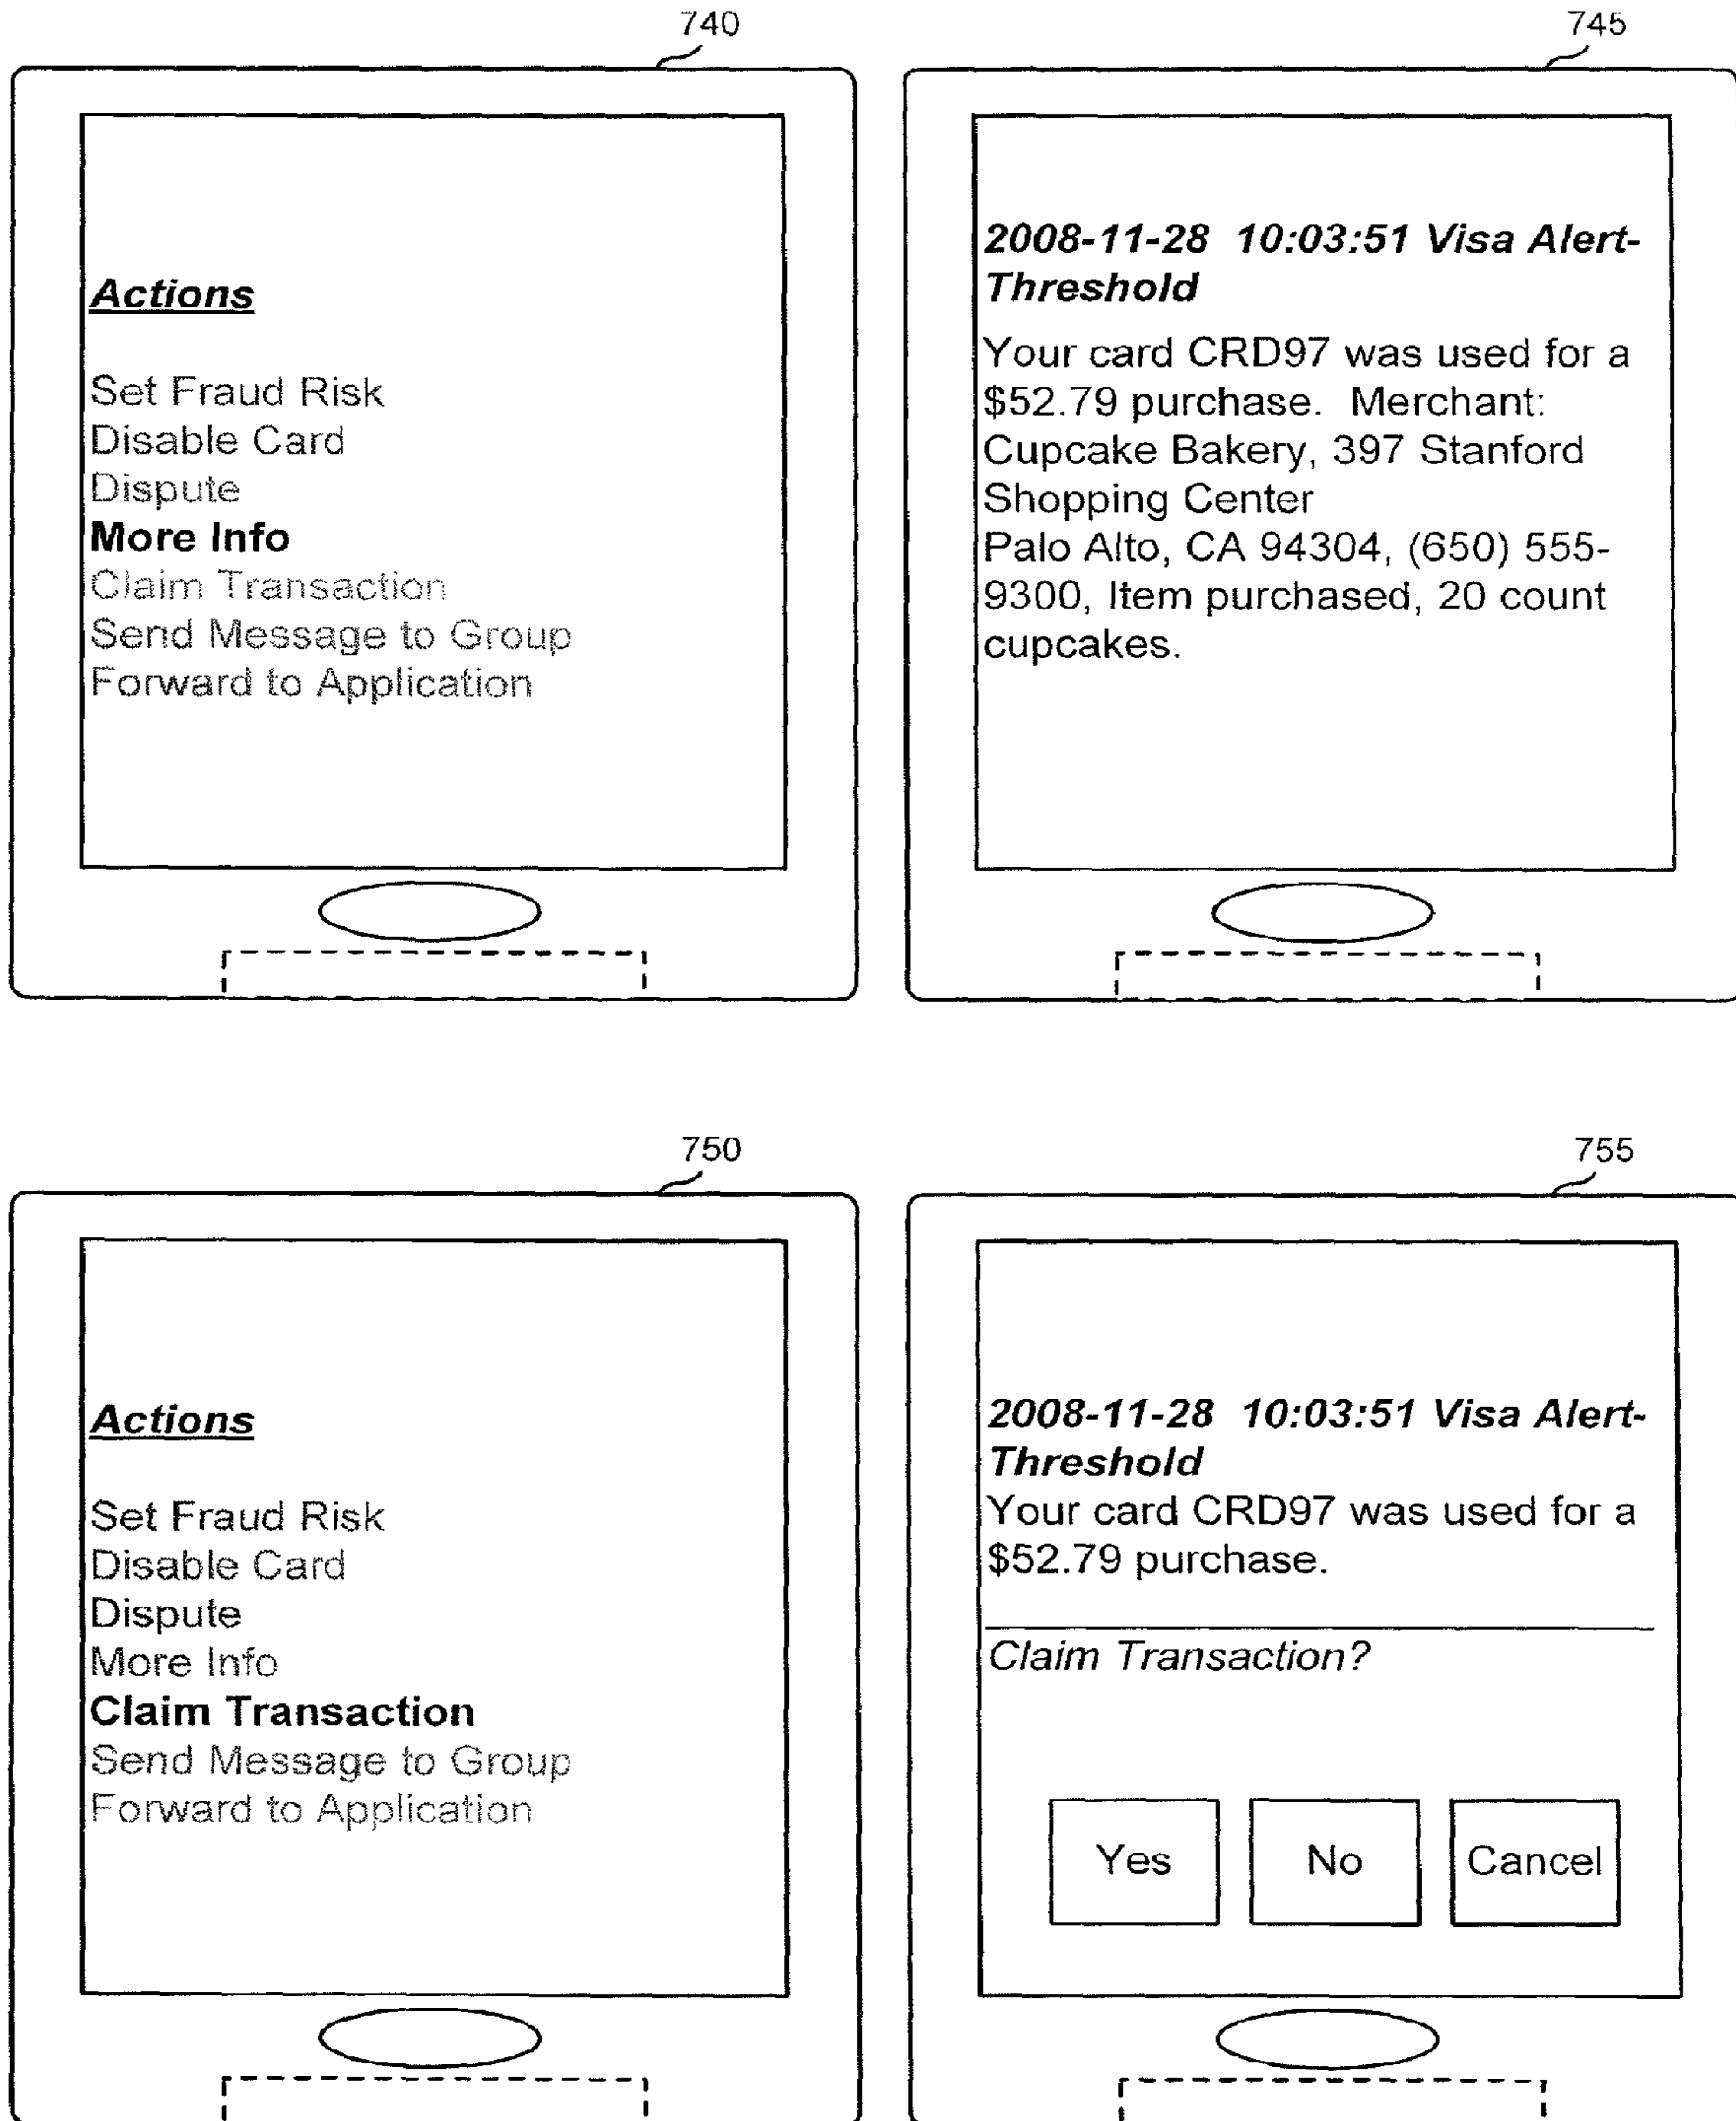 740
Actions
Set Fraud Risk
Disable Card
Dispute
More Info
Claim Transaction
Send Message to Group
Forward to Application
745
2008-11-28 10:03:51 Visa Alert-
Threshold
Your card CRD97 was used for a
$52.79 purchase. Merchant:
Cupcake Bakery, 397 Stanford
Shopping Center
Palo Alto, CA 94304, (650) 555-
9300, Item purchased, 20 count
cupcakes.
750
Actions
Set Fraud Risk
Disable Card
Dispute
More Info
Claim Transaction
Send Message to Group
Forward to Application
755
2008-11-28 10:03:51 Visa Alert-
Threshold
Your card CRD97 was used for a
$52.79 purchase.
Claim Transaction?
Yes No Cancel